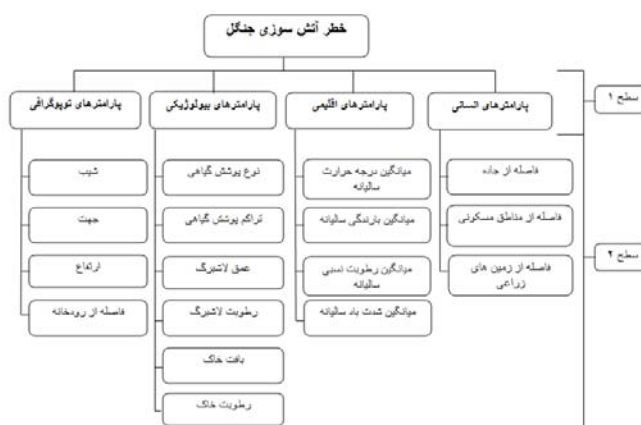 خطر آتش سوزی جنگل
سطح ۱
پارامترهای انسانی
پارامترهای اقلیمی
پارامترهای بیولوژیکی
پارامترهای توپوگرافی
سطح ۲
فاصله از جاده
فاصله از مناطق مسکونی
فاصله از زمین های
زراعی
میانگین درجه حرارت
سالیانه
میانگین بارندگی سالیانه
میانگین رطوبت نسبی
سالیانه
میانگین شدت باد سالیانه
نوع پوشش گیاهی
تراکم پوشش گیاهی
عمق لاشبرگ
رطوبت لاشبرگ
بافت خاک
رطوبت خاک
شیب
جهت
ارتفاع
فاصله از رودخانه